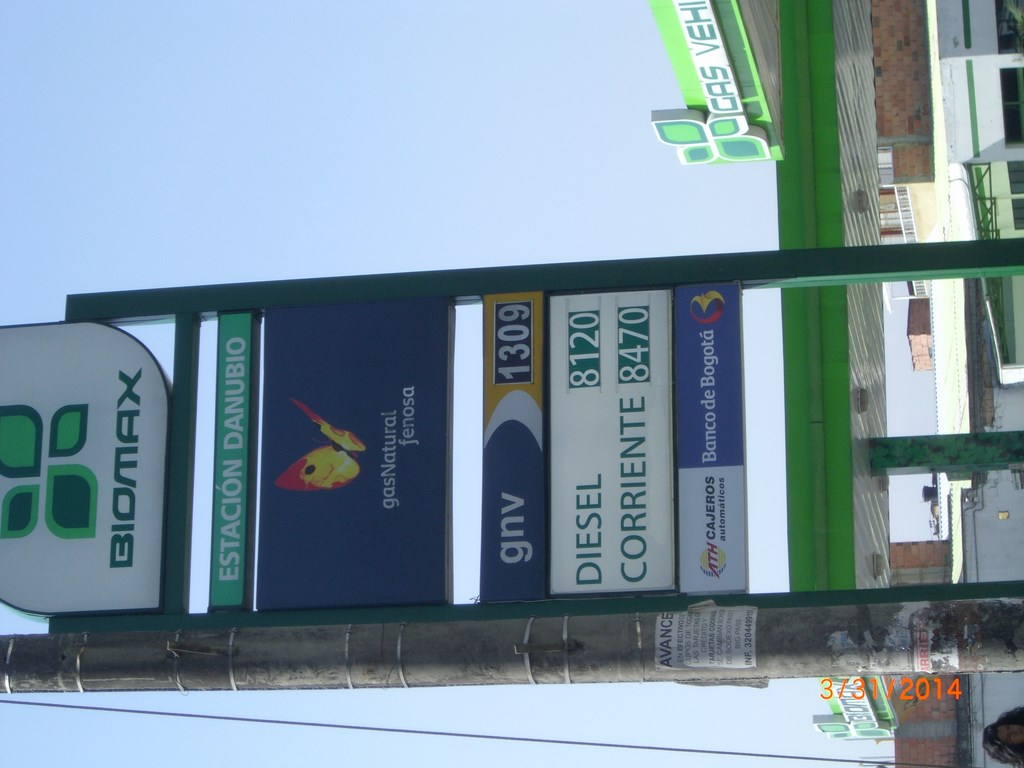 BIOMAX
ESTACIÓN DANUBIO
gasNatural
fenosa
gnv 1309
DIESEL 8120
CORRIENTE 8470
ATH CAJEROS
automáticos
Banco de Bogotá
GAS VEHI
AVANCE
3/31/2014